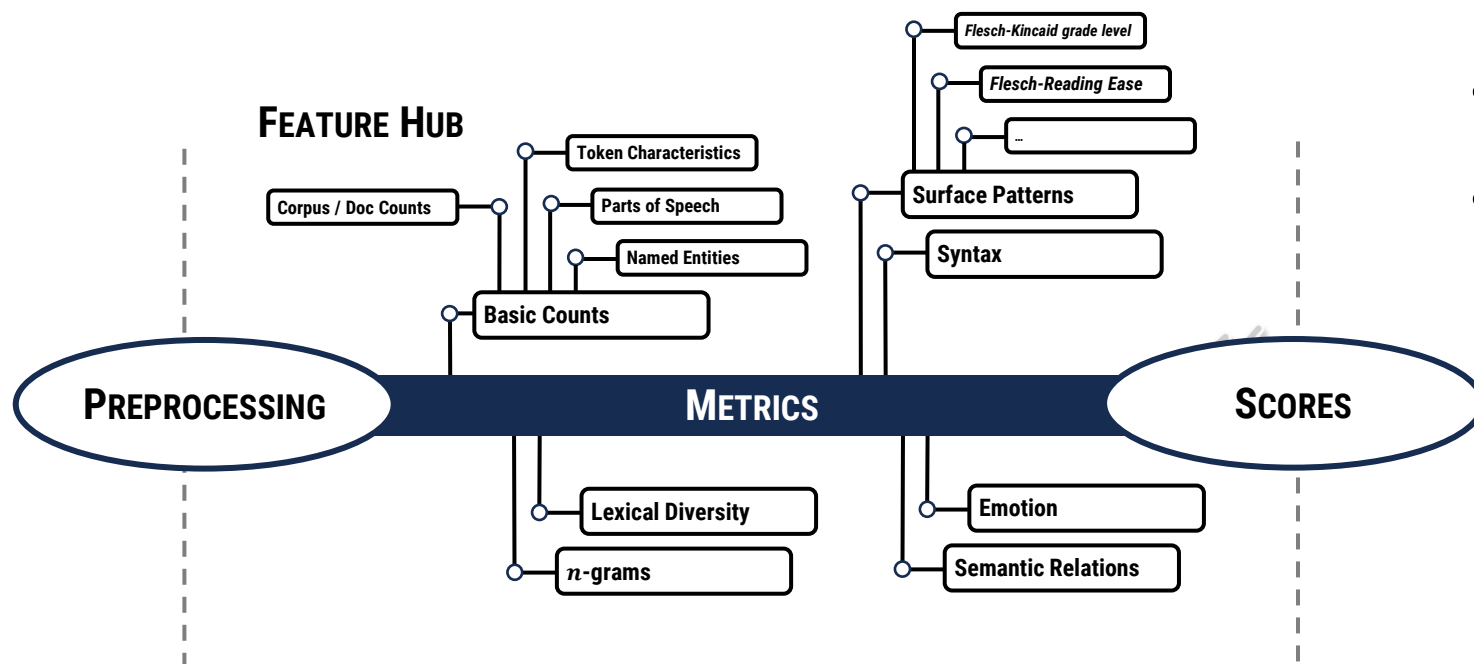 Flesch-Kincaid grade level
Flesch-Reading Ease
...
Surface Patterns
Syntax
FEATURE HUB
Token Characteristics
Corpus / Doc Counts
Parts of Speech
Named Entities
Basic Counts
PREPROCESSING
METRICS
SCORES
Lexical Diversity
n-grams
Emotion
Semantic Relations